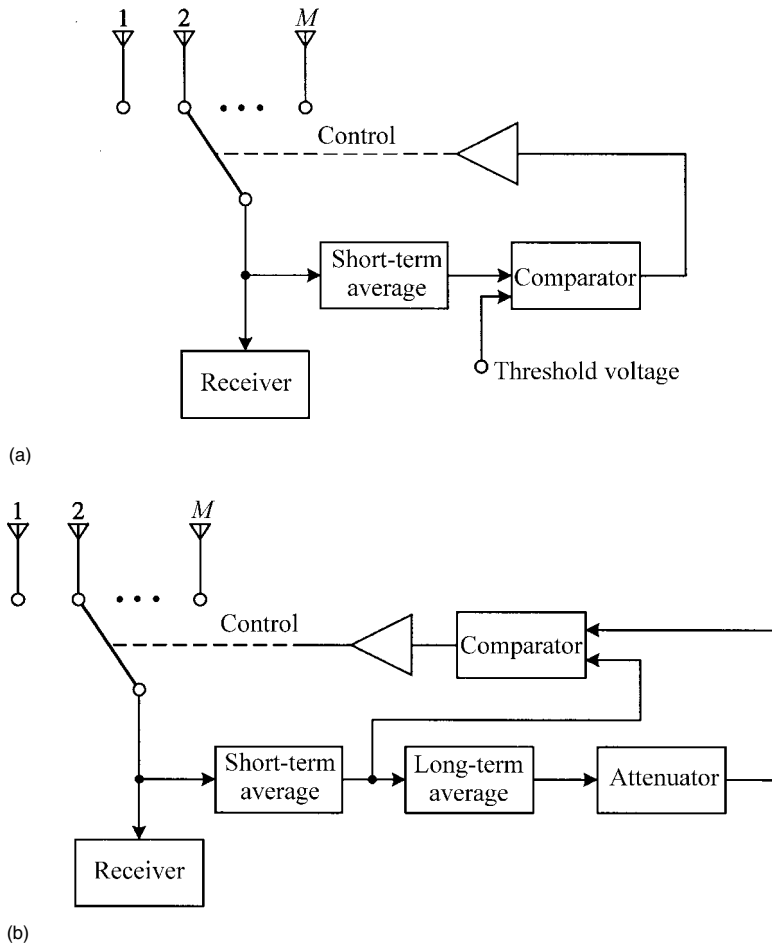 1 2 M
Control
Short-term
average
Comparator
Receiver
Threshold voltage
(a)
1 2 M
Control
Comparator
Short-term
average
Long-term
average
Attenuator
Receiver
(b)